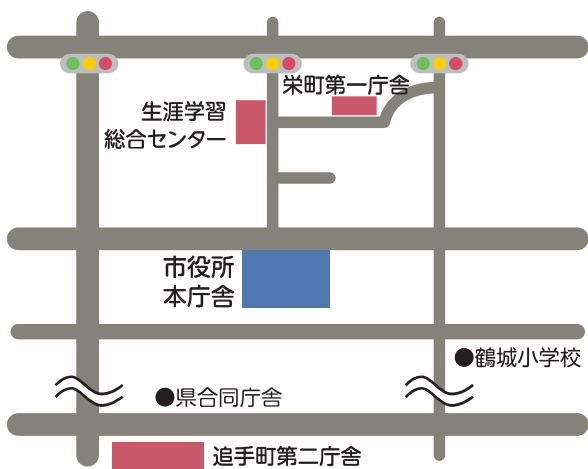 栄町第一庁舎
生涯学習
総合センター
市役所
本庁舎
●鶴城小学校
●県合同庁舎
追手町第二庁舎